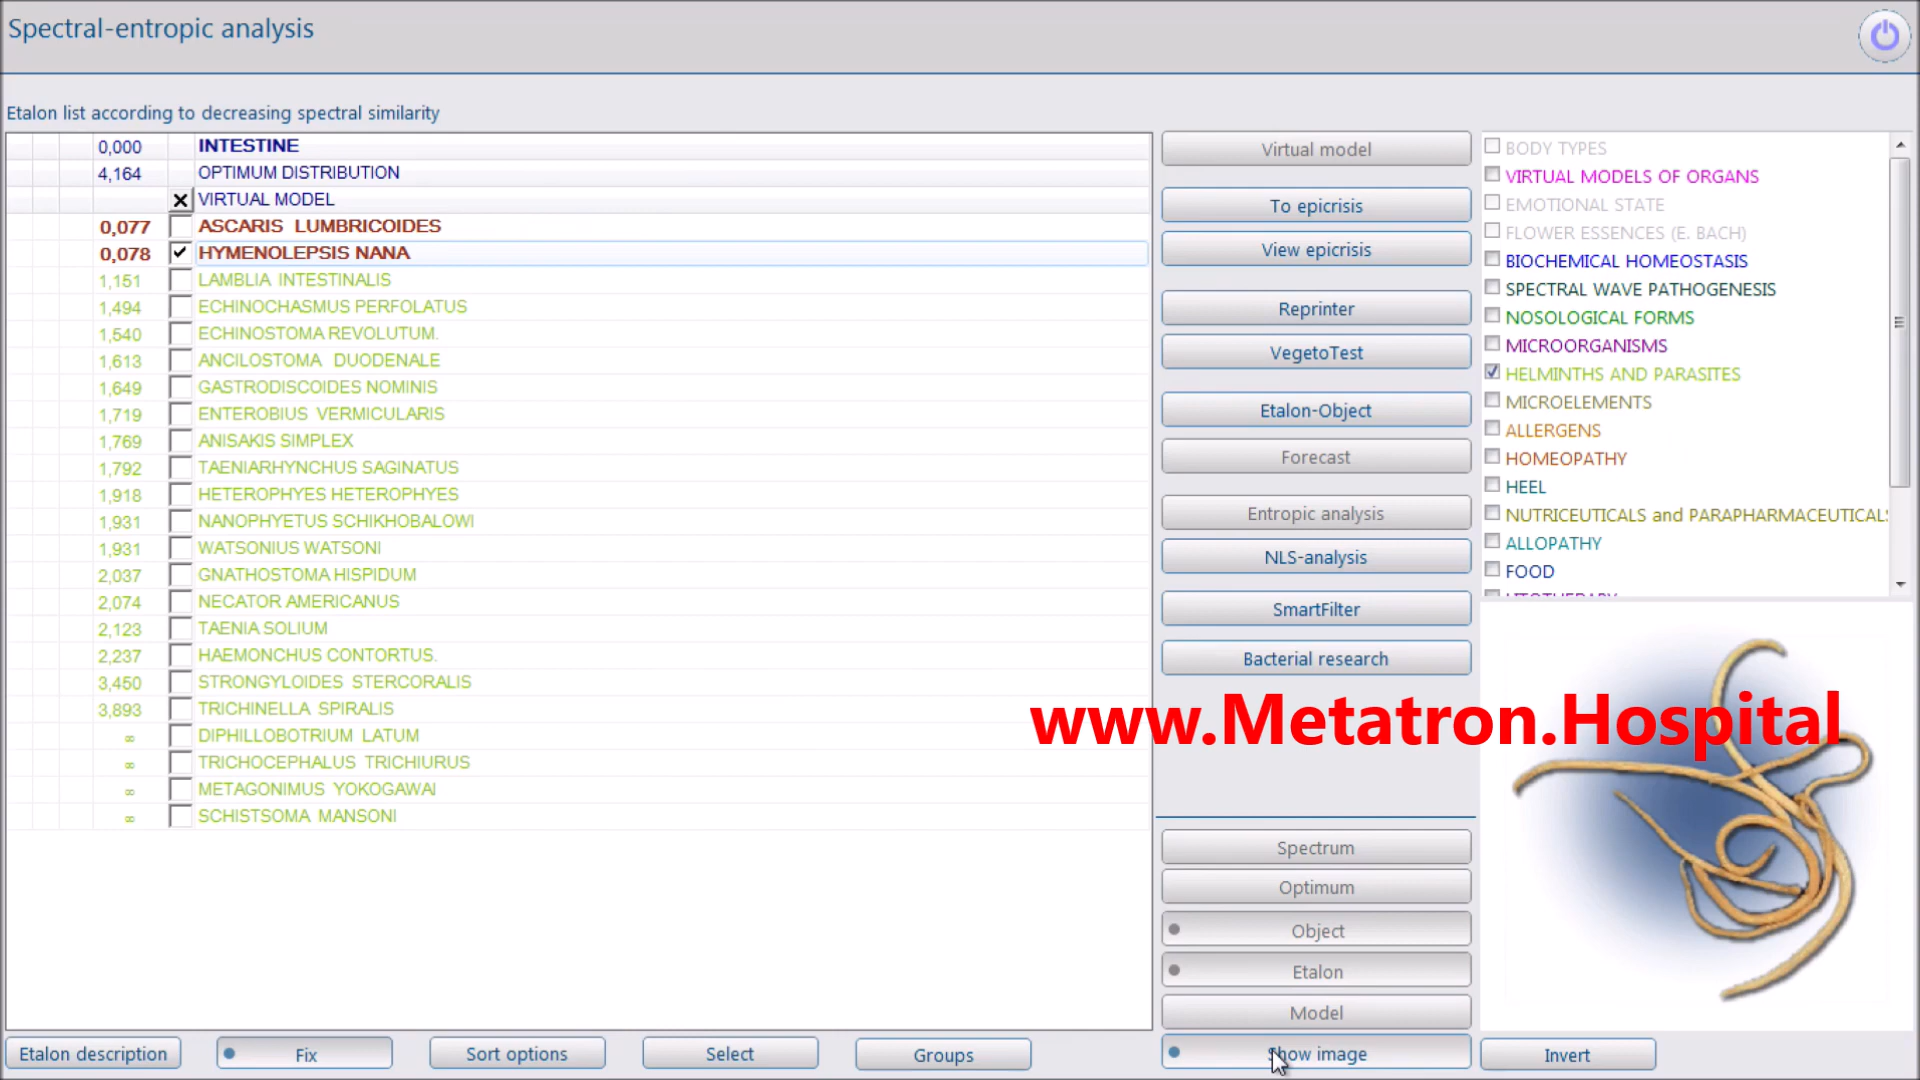 Spectral-entropic analysis
Etalon list according to decreasing spectral similarity
0,000 INTESTINE
4,164 OPTIMUM DISTRIBUTION
VIRTUAL MODEL
0,077 ASCARIS LUMBRICOIDES
0,078 HYMENOLEPSIS NANA
1,151 LAMBLIA INTESTINALIS
1,494 ECHINOCHASMUS PERFOLATUS
1,540 ECHINOSTOMA REVOLUTUM.
1,613 ANCILOSTOMA DUODENALE
1,649 GASTRODISCOIDES NOMINIS
1,719 ENTEROBIUS VERMICULARIS
1,769 ANISAKIS SIMPLEX
1,792 TAENIARHYNCHUS SAGINATUS
1,918 HETEROPHYES HETEROPHYES
1,931 NANOPHYETUS SCHIKHOBALOWI
1,931 WATSONIUS WATSONI
2,037 GNATHOSTOMA HISPIDUM
2,074 NECATOR AMERICANUS
2,123 TAENIA SOLIUM
2,237 HAEMONCHUS CONTORTUS.
3,450 STRONGYLOIDES STERCORALIS
3,893 TRICHINELLA SPIRALIS
∞ DIPHILLOBOTRIUM LATUM
∞ TRICHOCEPHALUS TRICHIURUS
∞ METAGONIMUS YOKOGAWAI
∞ SCHISTSOMA MANSONI
Virtual model
To epicrisis
View epicrisis
Reprinter
VegetoTest
Etalon-Object
Forecast
Entropic analysis
NLS-analysis
SmartFilter
Bacterial research
BODY TYPES
VIRTUAL MODELS OF ORGANS
EMOTIONAL STATE
FLOWER ESSENCES (E. BACH)
BIOCHEMICAL HOMEOSTASIS
SPECTRAL WAVE PATHOGENESIS
NOSOLOGICAL FORMS
MICROORGANISMS
HELMINTHS AND PARASITES
MICROELEMENTS
ALLERGENS
HOMEOPATHY
HEEL
NUTRICEUTICALS and PARAPHARMACEUTICALS
ALLOPATHY
FOOD
www.Metatron.Hospital
Spectrum
Optimum
Object
Etalon
Model
Show image
Etalon description
Fix
Sort options
Select
Groups
Invert